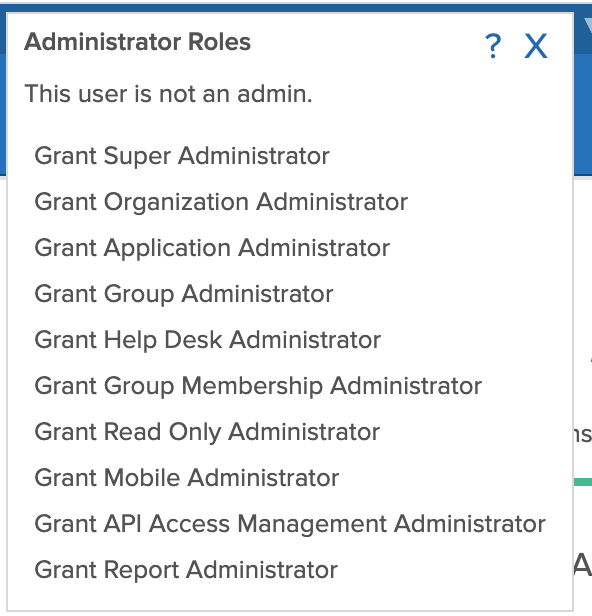 Administrator Roles ? X
This user is not an admin.
Grant Super Administrator
Grant Organization Administrator
Grant Application Administrator
Grant Group Administrator
Grant Help Desk Administrator
Grant Group Membership Administrator
Grant Read Only Administrator
ns
Grant Mobile Administrator
Grant API Access Management Administrator
Grant Report Administrator
A